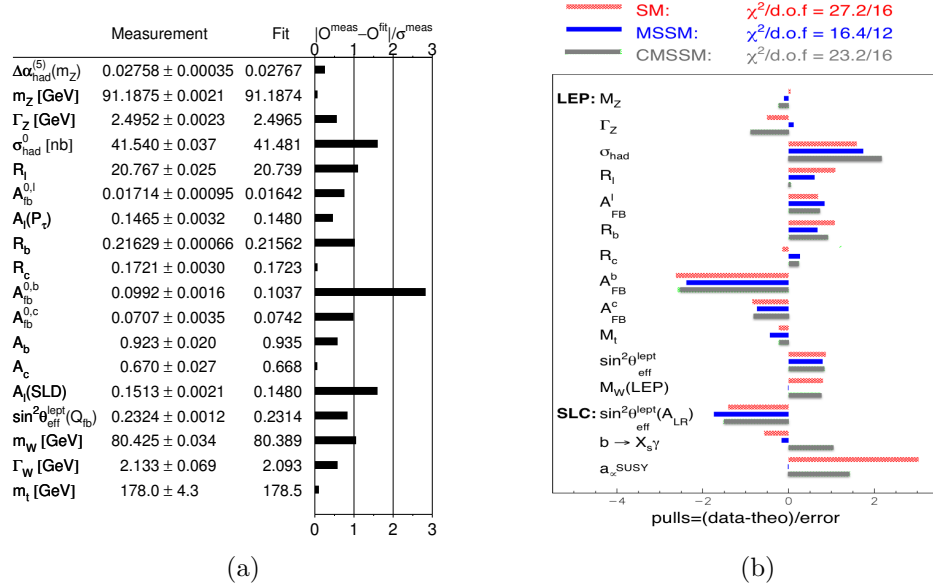 Measurement Fit |O^meas−O^fit|/σ^meas
0 1 2 3
Δα^(5)_had(m_Z) 0.02758 ± 0.00035 0.02767
m_Z [GeV] 91.1875 ± 0.0021 91.1874
Γ_Z [GeV] 2.4952 ± 0.0023 2.4965
σ^0_had [nb] 41.540 ± 0.037 41.481
R_l 20.767 ± 0.025 20.739
A^0,l_fb 0.01714 ± 0.00095 0.01642
A_l(P_τ) 0.1465 ± 0.0032 0.1480
R_b 0.21629 ± 0.00066 0.21562
R_c 0.1721 ± 0.0030 0.1723
A^0,b_fb 0.0992 ± 0.0016 0.1037
A^0,c_fb 0.0707 ± 0.0035 0.0742
A_b 0.923 ± 0.020 0.935
A_c 0.670 ± 0.027 0.668
A_l(SLD) 0.1513 ± 0.0021 0.1480
sin²θ^lept_eff(Q_fb) 0.2324 ± 0.0012 0.2314
m_W [GeV] 80.425 ± 0.034 80.389
Γ_W [GeV] 2.133 ± 0.069 2.093
m_t [GeV] 178.0 ± 4.3 178.5
0 1 2 3
(a)
SM: χ²/d.o.f = 27.2/16
MSSM: χ²/d.o.f = 16.4/12
CMSSM: χ²/d.o.f = 23.2/16
LEP: M_Z
Γ_Z
σ_had
R_l
A^l_FB
R_b
R_c
A^b_FB
A^c_FB
M_t
sin²θ^lept_eff
M_W(LEP)
SLC: sin²θ^lept_eff(A_LR)
b → X_sγ
a_∝^SUSY
−4 −2 0 2
pulls=(data-theo)/error
(b)